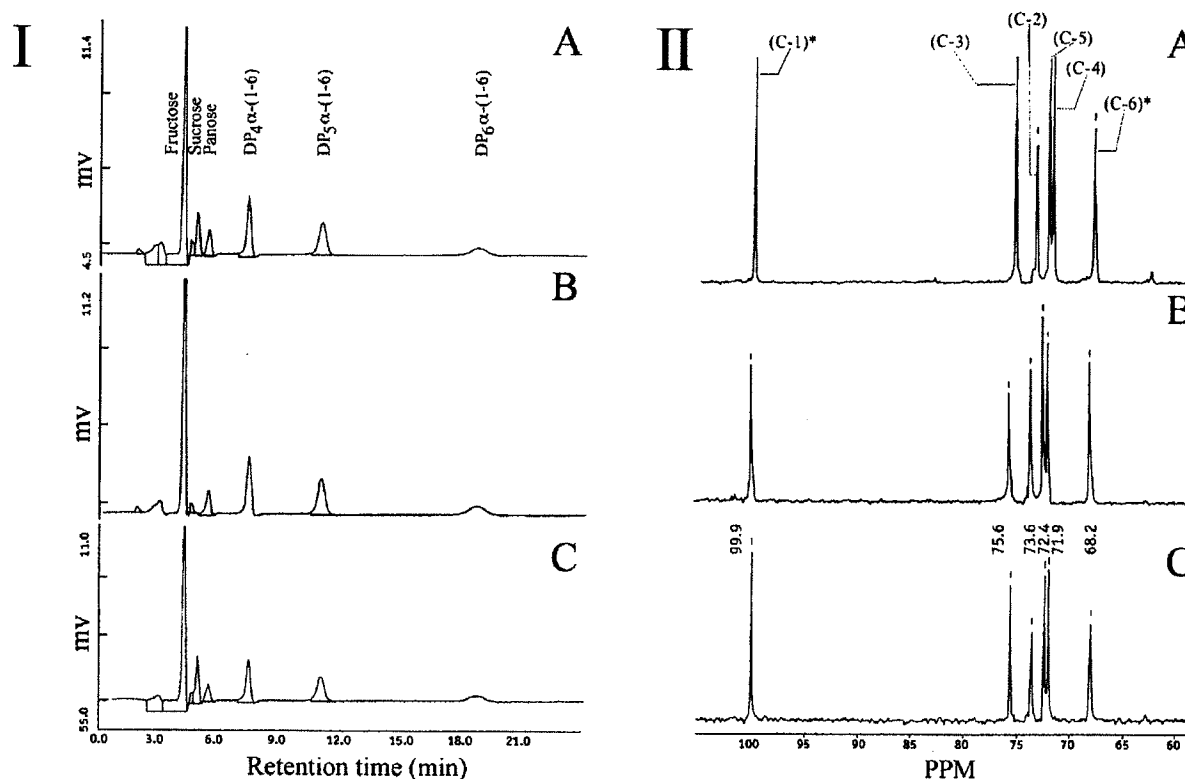 I
A
11.4
mV
4.5
Fructose
Sucrose
Panose
DP4 α-(1-6)
DP5 α-(1-6)
DP6 α-(1-6)
B
11.2
mV
C
11.0
mV
55.0
0.0 3.0 6.0 9.0 12.0 15.0 18.0 21.0
Retention time (min)
II
A
(C-1)*
(C-3)
(C-2)
(C-5)
(C-4)
(C-6)*
B
99.9 75.6 73.6 72.4 71.9 68.2
C
100 95 90 85 80 75 70 65 60
PPM